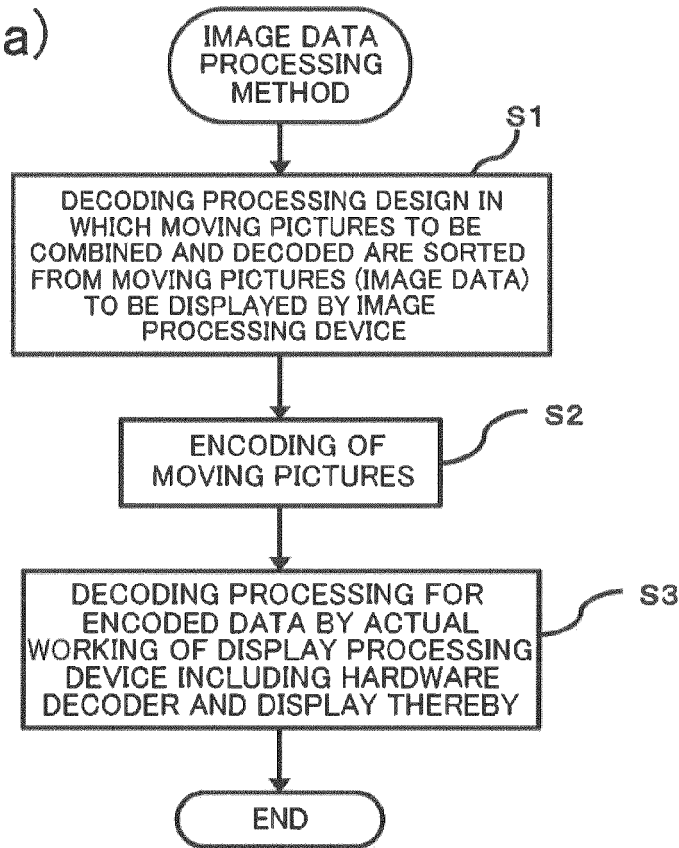 a)
IMAGE DATA
PROCESSING
METHOD
S1
DECODING PROCESSING DESIGN IN
WHICH MOVING PICTURES TO BE
COMBINED AND DECODED ARE SORTED
FROM MOVING PICTURES (IMAGE DATA)
TO BE DISPLAYED BY IMAGE
PROCESSING DEVICE
S2
ENCODING OF
MOVING PICTURES
S3
DECODING PROCESSING FOR
ENCODED DATA BY ACTUAL
WORKING OF DISPLAY PROCESSING
DEVICE INCLUDING HARDWARE
DECODER AND DISPLAY THEREBY
END